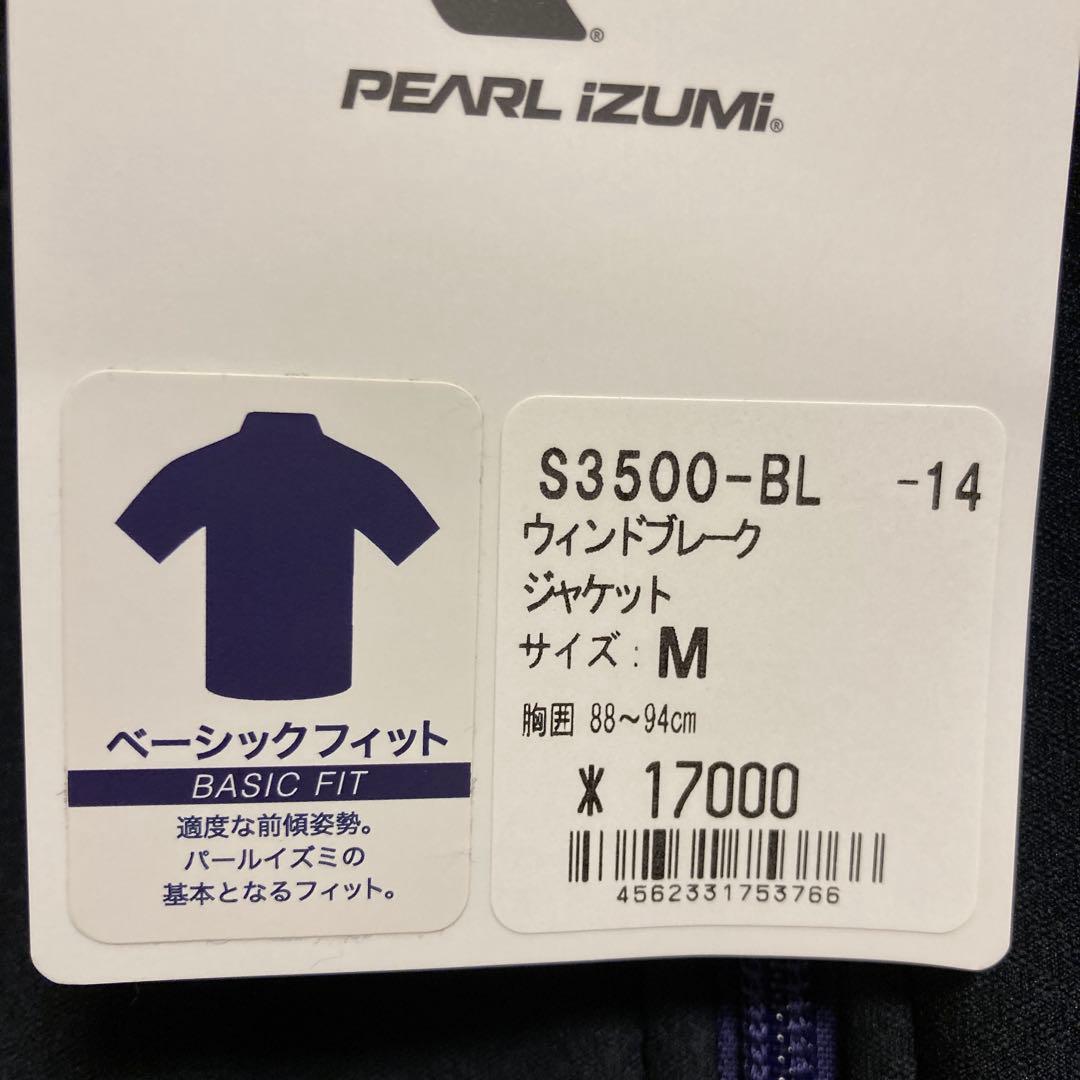 ®
PEARL iZUMi®
ベーシックフィット
BASIC FIT
適度な前傾姿勢。
パールイズミの
基本となるフィット。
S3500-BL -14
ウィンドブレーク
ジャケット
サイズ: M
胸囲 88～94cm
¥ 17000
4562331753766